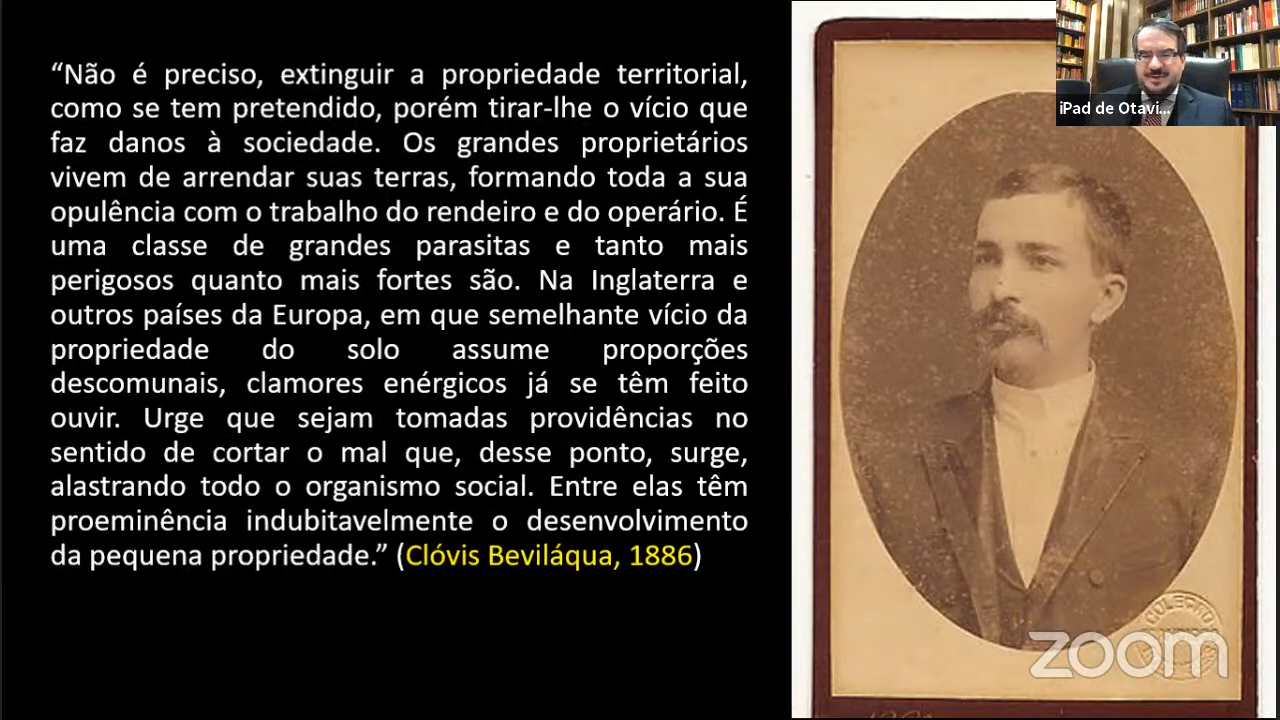 “Não é preciso, extinguir a propriedade territorial,
como se tem pretendido, porém tirar-lhe o vício que
faz danos à sociedade. Os grandes proprietários
vivem de arrendar suas terras, formando toda a sua
opulência com o trabalho do rendeiro e do operário. É
uma classe de grandes parasitas e tanto mais
perigosos quanto mais fortes são. Na Inglaterra e
outros países da Europa, em que semelhante vício da
propriedade do solo assume proporções
descomunais, clamores enérgicos já se têm feito
ouvir. Urge que sejam tomadas providências no
sentido de cortar o mal que, desse ponto, surge,
alastrando todo o organismo social. Entre elas têm
proeminência indubitavelmente o desenvolvimento
da pequena propriedade.” (Clóvis Beviláqua, 1886)
iPad de Otavi...
COLEÇÃO
zoom